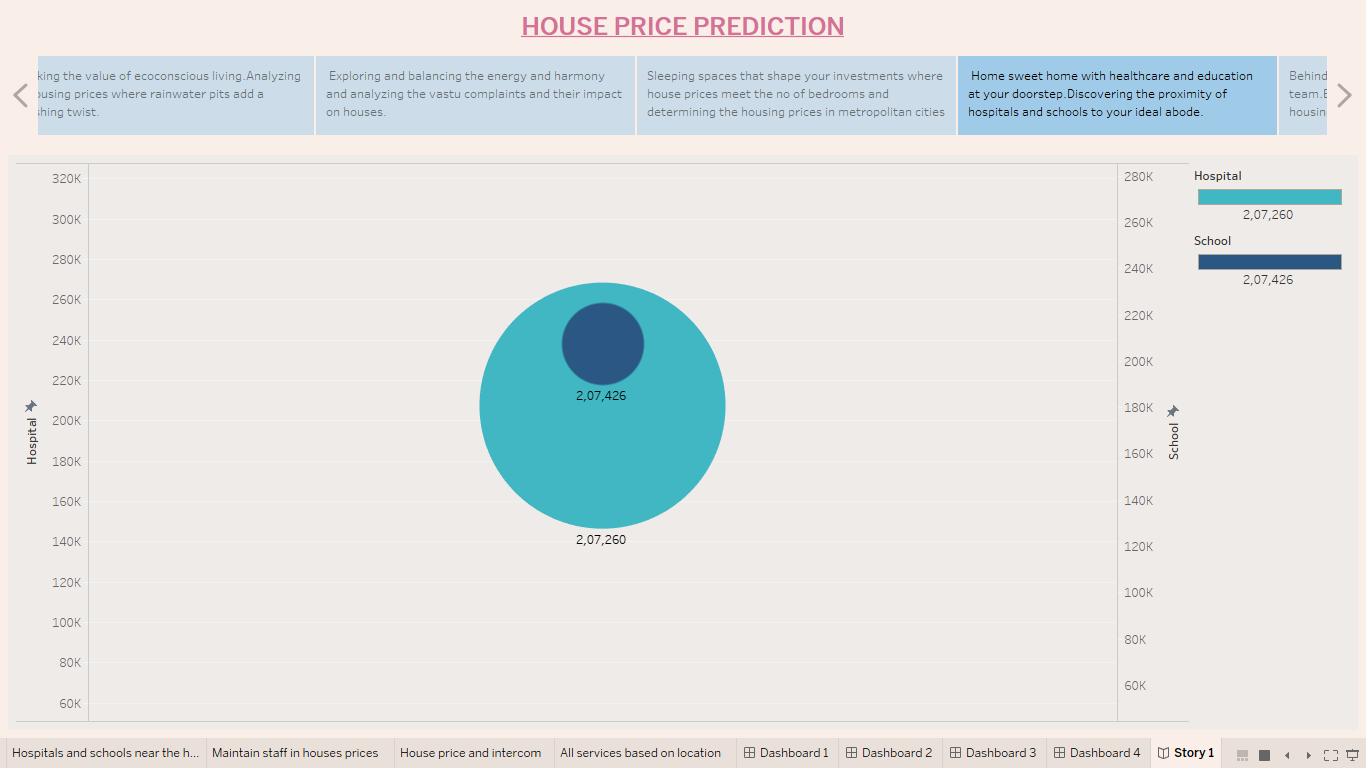 HOUSE PRICE PREDICTION
king the value of ecoconscious living.Analyzing
ousing prices where rainwater pits add a
shing twist.
Exploring and balancing the energy and harmony
and analyzing the vastu complaints and their impact
on houses.
Sleeping spaces that shape your investments where
house prices meet the no of bedrooms and
determining the housing prices in metropolitan cities
Home sweet home with healthcare and education
at your doorstep.Discovering the proximity of
hospitals and schools to your ideal abode.
Behind
team.
housin
320K
300K
280K
260K
240K
220K
200K
180K
160K
140K
120K
100K
80K
60K
Hospital
2,07,426
2,07,260
280K
260K
240K
220K
200K
180K
160K
140K
120K
100K
80K
60K
School
Hospital
2,07,260
School
2,07,426
Hospitals and schools near the h... Maintain staff in houses prices House price and intercom All services based on location Dashboard 1 Dashboard 2 Dashboard 3 Dashboard 4 Story 1